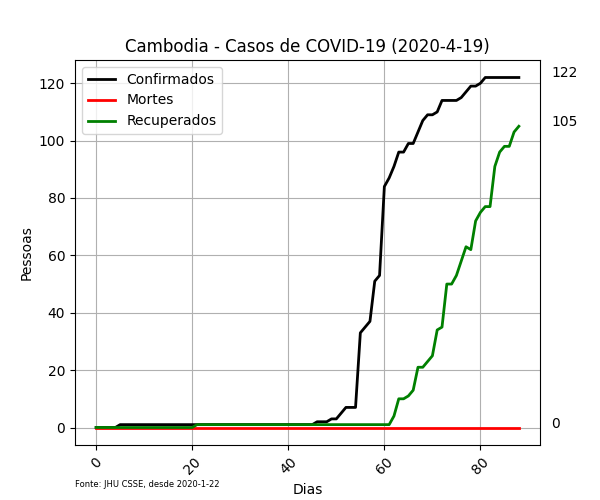 Cambodia - Casos de COVID-19 (2020-4-19)
Confirmados
Mortes
Recuperados
120
100
80
60
40
20
0
Pessoas
122
105
0
0
20
40
60
80
Dias
Fonte: JHU CSSE, desde 2020-1-22